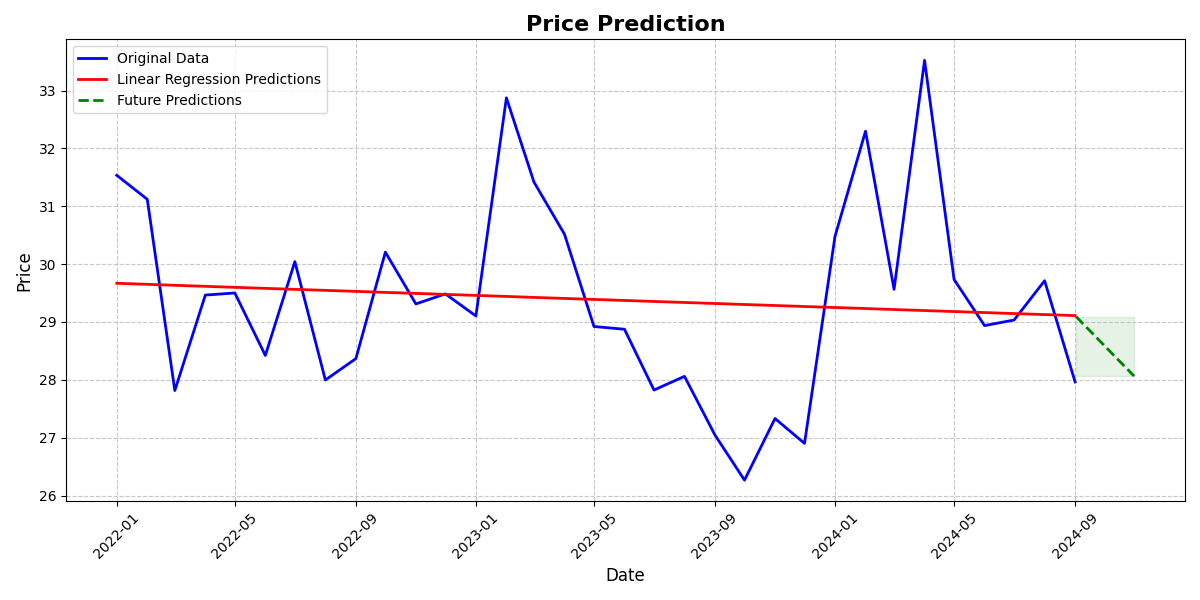 Price Prediction
Original Data
Linear Regression Predictions
Future Predictions
Price
33
32
31
30
29
28
27
26
2022-01
2022-05
2022-09
2023-01
2023-05
2023-09
2024-01
2024-05
2024-09
Date